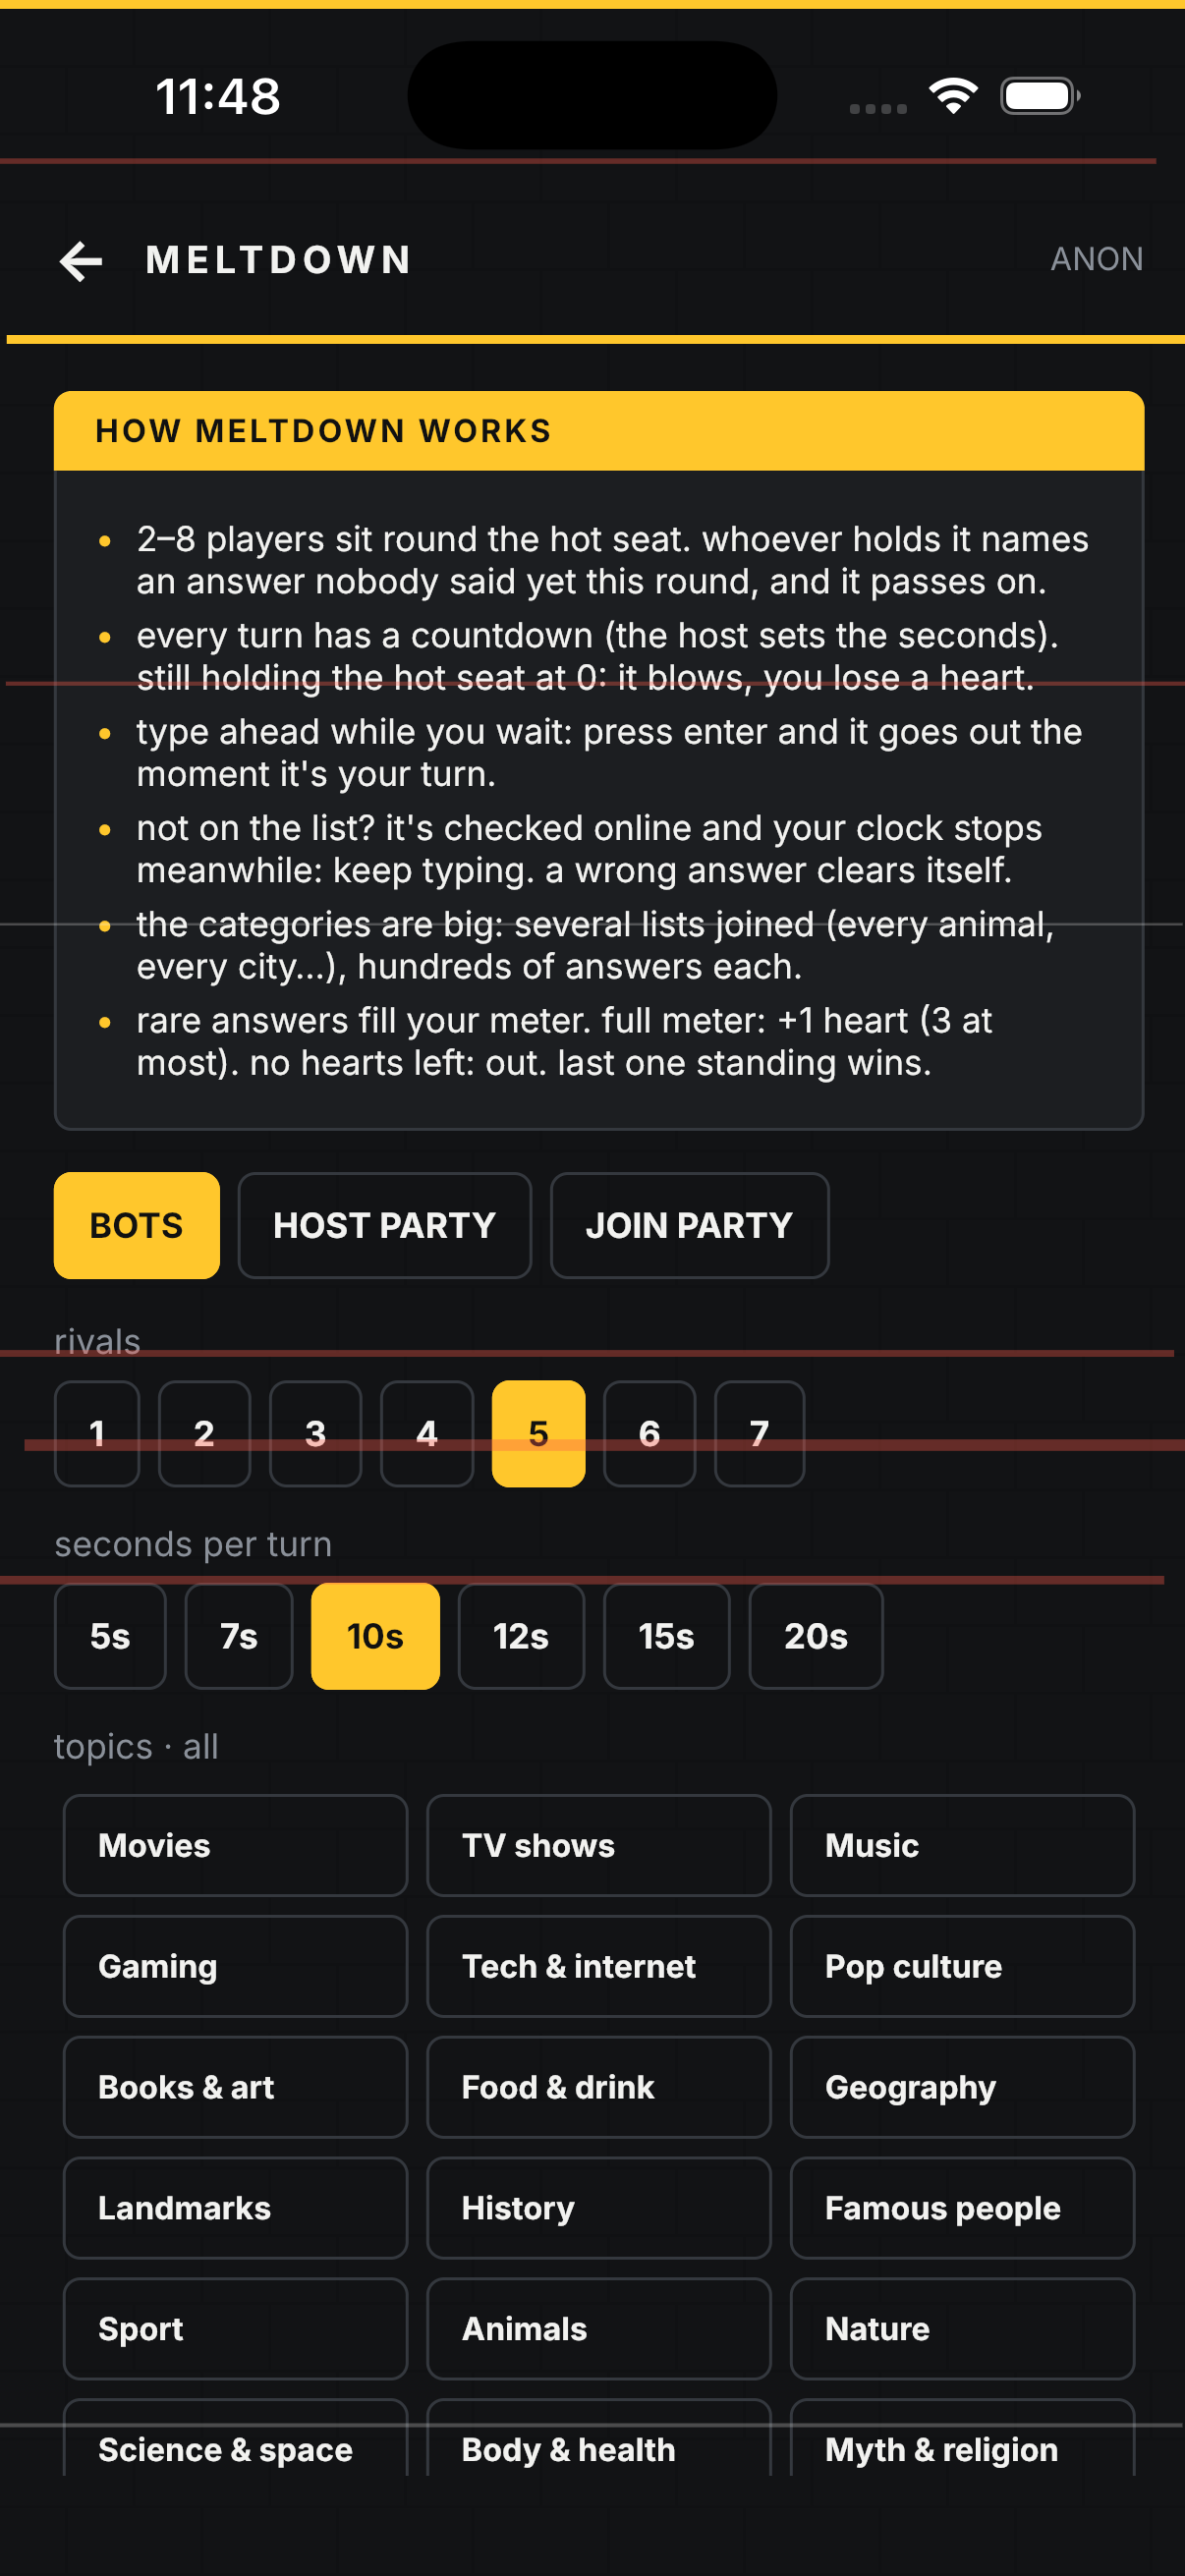 11:48
MELTDOWN
ANON
HOW MELTDOWN WORKS
• 2–8 players sit round the hot seat. whoever holds it names
an answer nobody said yet this round, and it passes on.
• every turn has a countdown (the host sets the seconds).
still holding the hot seat at 0: it blows, you lose a heart.
• type ahead while you wait: press enter and it goes out the
moment it's your turn.
• not on the list? it's checked online and your clock stops
meanwhile: keep typing. a wrong answer clears itself.
• the categories are big: several lists joined (every animal,
every city...), hundreds of answers each.
• rare answers fill your meter. full meter: +1 heart (3 at
most). no hearts left: out. last one standing wins.
BOTS HOST PARTY JOIN PARTY
rivals
1 2 3 4 5 6 7
seconds per turn
5s 7s 10s 12s 15s 20s
topics · all
Movies TV shows Music
Gaming Tech & internet Pop culture
Books & art Food & drink Geography
Landmarks History Famous people
Sport Animals Nature
Science & space Body & health Myth & religion